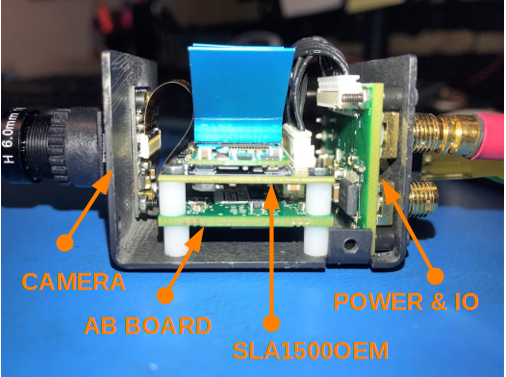 H 6.0mm
CAMERA
POWER & IO
AB BOARD
SLA1500OEM